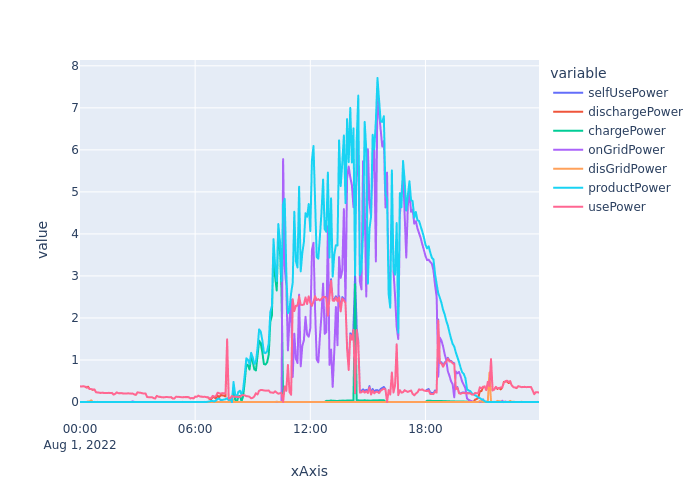 variable
selfUsePower
dischargePower
chargePower
onGridPower
disGridPower
productPower
usePower
value
8
7
6
5
4
3
2
1
0
00:00 06:00 12:00 18:00
Aug 1, 2022
xAxis